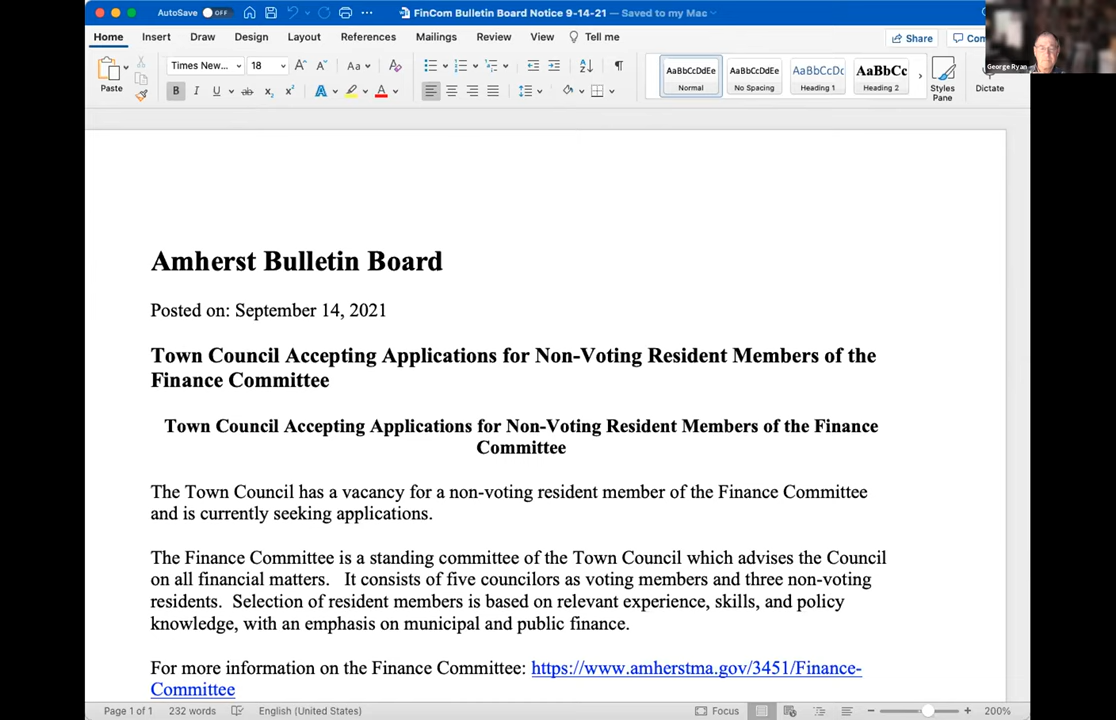 AutoSave OFF FinCom Bulletin Board Notice 9-14-21 — Saved to my Mac
Home Insert Draw Design Layout References Mailings Review View Tell me Share Com
George Ryan
Times New... 18 Aa
AaBbCcDdEe AaBbCcDdEe AaBbCcDc AaBbCc
Paste B I U ab x₂ x² A A Normal No Spacing Heading 1 Heading 2 Styles Pane Dictate
Amherst Bulletin Board
Posted on: September 14, 2021
Town Council Accepting Applications for Non-Voting Resident Members of the
Finance Committee
Town Council Accepting Applications for Non-Voting Resident Members of the Finance
Committee
The Town Council has a vacancy for a non-voting resident member of the Finance Committee
and is currently seeking applications.
The Finance Committee is a standing committee of the Town Council which advises the Council
on all financial matters.   It consists of five councilors as voting members and three non-voting
residents.  Selection of resident members is based on relevant experience, skills, and policy
knowledge, with an emphasis on municipal and public finance.
For more information on the Finance Committee: https://www.amherstma.gov/3451/Finance-
Committee
Page 1 of 1 232 words English (United States) Focus 200%